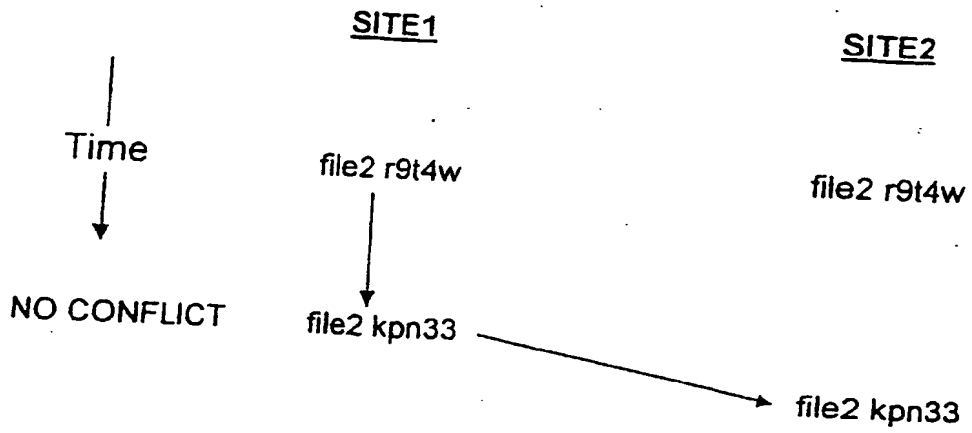 SITE1
SITE2
Time
file2 r9t4w
file2 r9t4w
NO CONFLICT
file2 kpn33
file2 kpn33